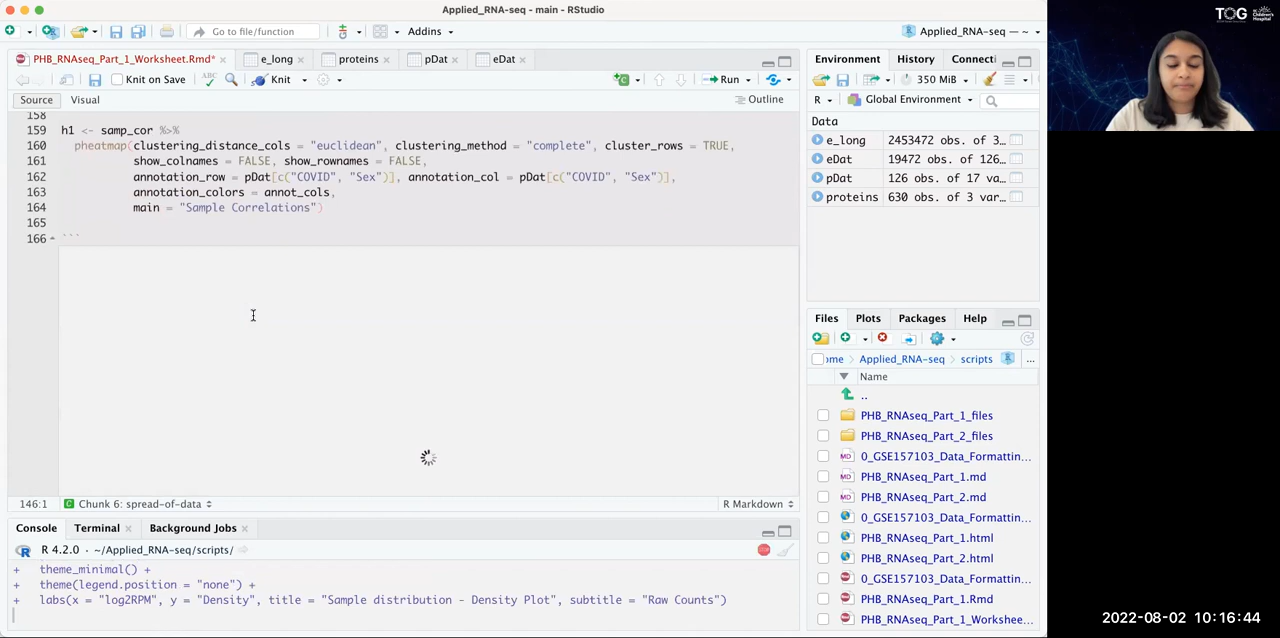 Applied_RNA-seq - main - RStudio
Go to file/function
Addins
Applied_RNA-seq — ~
PHB_RNAseq_Part_1_Worksheet.Rmd*
e_long
proteins
pDat
eDat
Knit on Save
ABC
Knit
Run
Source
Visual
Outline
158
159 h1 <- samp_cor %>%
160 pheatmap(clustering_distance_cols = "euclidean", clustering_method = "complete", cluster_rows = TRUE,
161 show_colnames = FALSE, show_rownames = FALSE,
162 annotation_row = pDat[c("COVID", "Sex")], annotation_col = pDat[c("COVID", "Sex")],
163 annotation_colors = annot_cols,
164 main = "Sample Correlations")
165
166 ```
146:1
Chunk 6: spread-of-data
R Markdown
Console
Terminal
Background Jobs
R 4.2.0 · ~/Applied_RNA-seq/scripts/
+ theme_minimal() +
+ theme(legend.position = "none") +
+ labs(x = "log2RPM", y = "Density", title = "Sample distribution - Density Plot", subtitle = "Raw Counts")
Environment
History
Connecti
350 MiB
R
Global Environment
Data
e_long 2453472 obs. of 3…
eDat 19472 obs. of 126…
pDat 126 obs. of 17 va…
proteins 630 obs. of 3 var…
Files
Plots
Packages
Help
ome
Applied_RNA-seq
scripts
...
Name
..
PHB_RNAseq_Part_1_files
PHB_RNAseq_Part_2_files
MD 0_GSE157103_Data_Formattin…
MD PHB_RNAseq_Part_1.md
MD PHB_RNAseq_Part_2.md
0_GSE157103_Data_Formattin…
PHB_RNAseq_Part_1.html
PHB_RNAseq_Part_2.html
0_GSE157103_Data_Formattin…
PHB_RNAseq_Part_1.Rmd
PHB_RNAseq_Part_1_Workshee…
TOG
2022-08-02 10:16:44